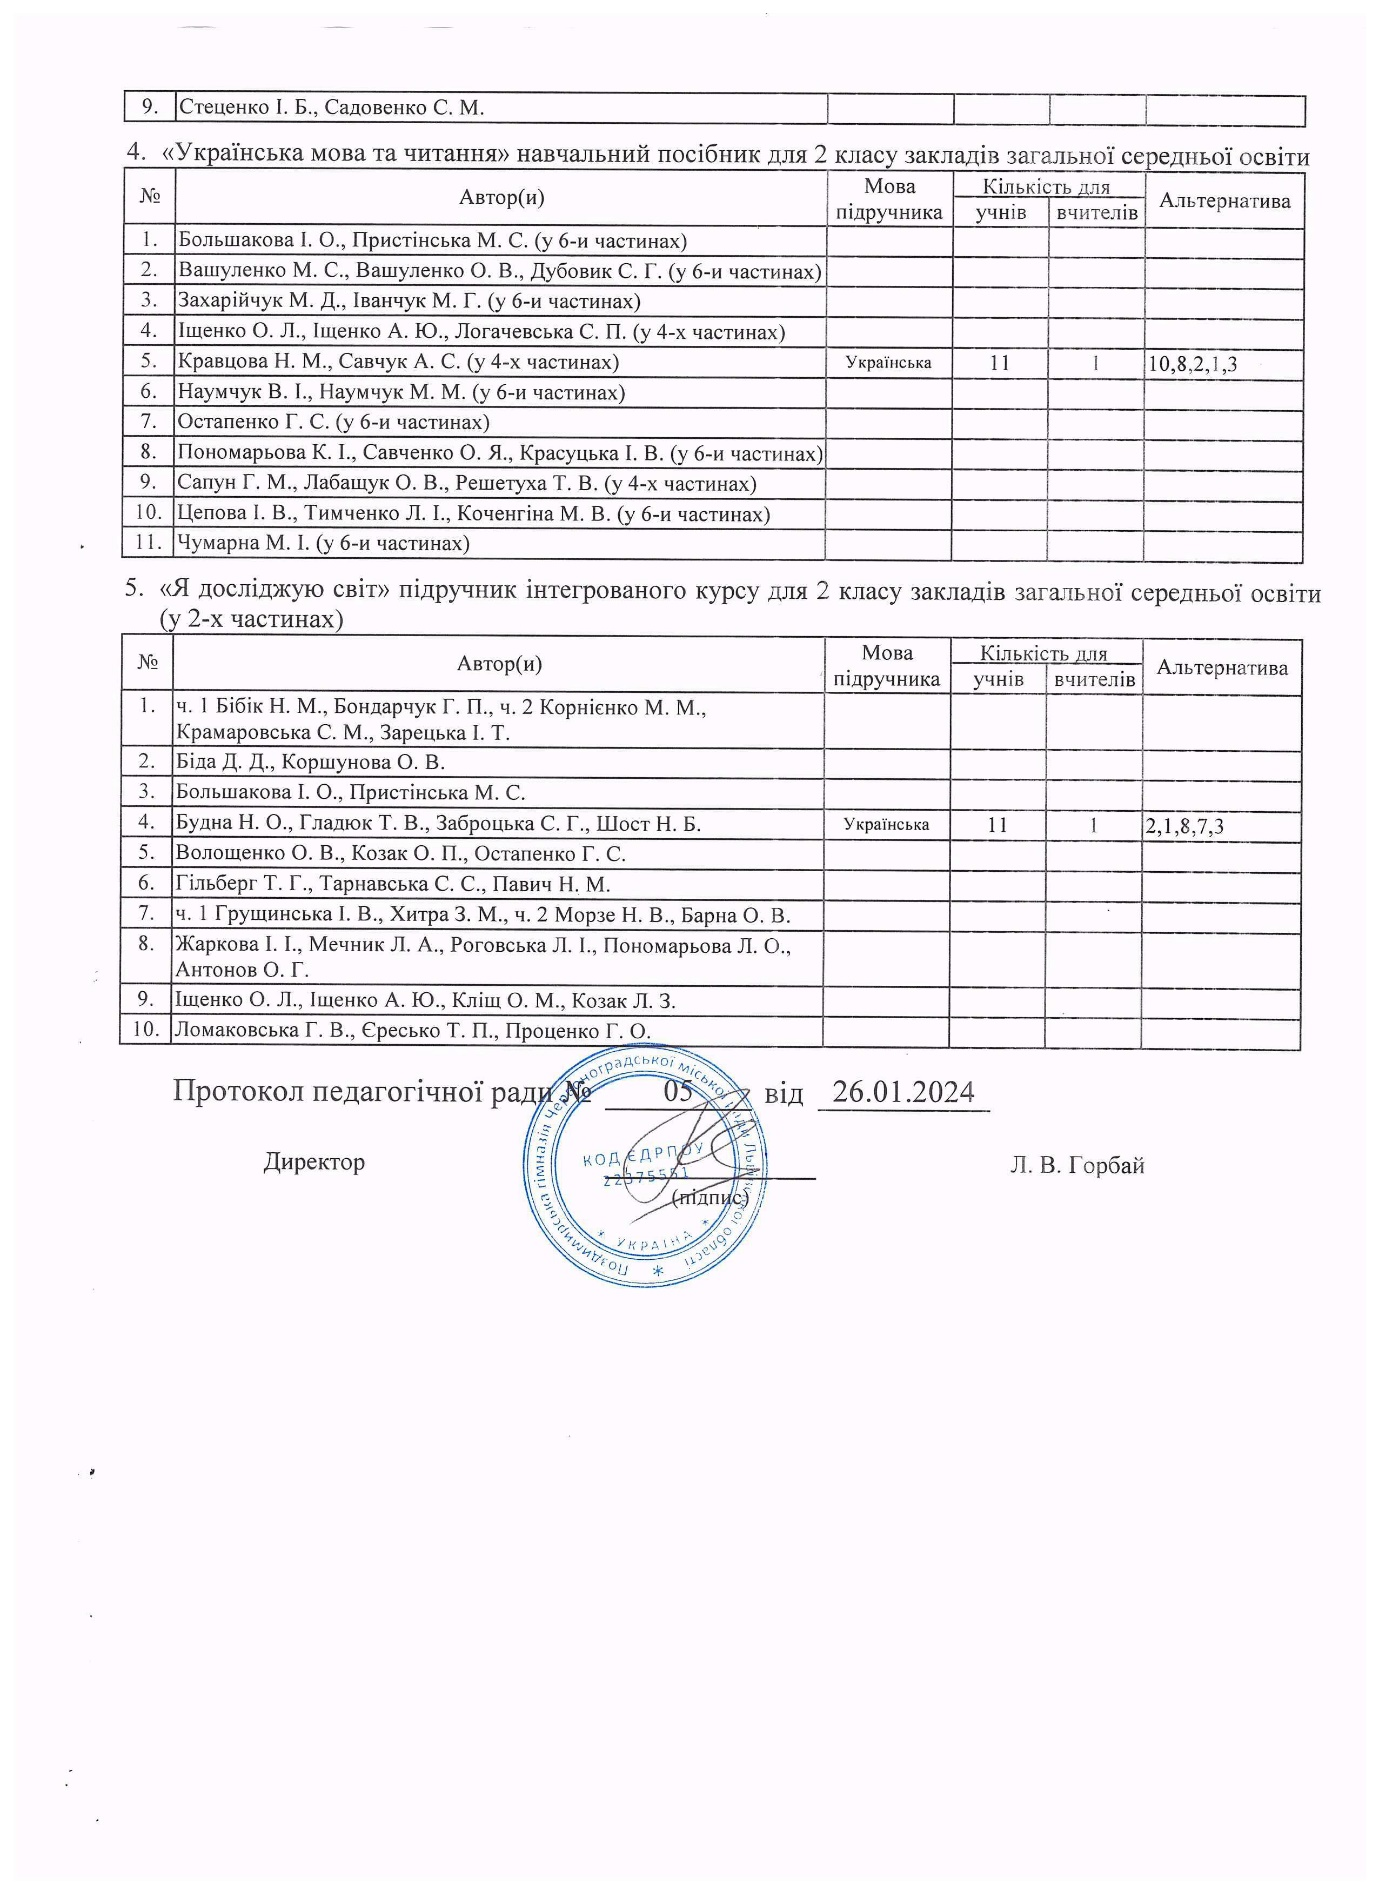 9. Стеценко І. Б., Садовенко С. М.
4. «Українська мова та читання» навчальний посібник для 2 класу закладів загальної середньої освіти
№ Автор(и) Мова підручника Кількість для учнів вчителів Альтернатива
1. Большакова І. О., Пристінська М. С. (у 6-и частинах)
2. Вашуленко М. С., Вашуленко О. В., Дубовик С. Г. (у 6-и частинах)
3. Захарійчук М. Д., Іванчук М. Г. (у 6-и частинах)
4. Іщенко О. Л., Іщенко А. Ю., Логачевська С. П. (у 4-х частинах)
5. Кравцова Н. М., Савчук А. С. (у 4-х частинах) Українська 11 1 10,8,2,1,3
6. Наумчук В. І., Наумчук М. М. (у 6-и частинах)
7. Остапенко Г. С. (у 6-и частинах)
8. Пономарьова К. І., Савченко О. Я., Красуцька І. В. (у 6-и частинах)
9. Сапун Г. М., Лабащук О. В., Решетуха Т. В. (у 4-х частинах)
10. Цепова І. В., Тимченко Л. І., Коченгіна М. В. (у 6-и частинах)
11. Чумарна М. І. (у 6-и частинах)
5. «Я досліджую світ» підручник інтегрованого курсу для 2 класу закладів загальної середньої освіти
(у 2-х частинах)
№ Автор(и) Мова підручника Кількість для учнів вчителів Альтернатива
1. ч. 1 Бібік Н. М., Бондарчук Г. П., ч. 2 Корнієнко М. М.,
Крамаровська С. М., Зарецька І. Т.
2. Біда Д. Д., Коршунова О. В.
3. Большакова І. О., Пристінська М. С.
4. Будна Н. О., Гладюк Т. В., Заброцька С. Г., Шост Н. Б. Українська 11 1 2,1,8,7,3
5. Волощенко О. В., Козак О. П., Остапенко Г. С.
6. Гільберг Т. Г., Тарнавська С. С., Павич Н. М.
7. ч. 1 Грущинська І. В., Хитра З. М., ч. 2 Морзе Н. В., Барна О. В.
8. Жаркова І. І., Мечник Л. А., Роговська Л. І., Пономарьова Л. О.,
Антонов О. Г.
9. Іщенко О. Л., Іщенко А. Ю., Кліщ О. М., Козак Л. З.
10. Ломаковська Г. В., Єресько Т. П., Проценко Г. О.
Протокол педагогічної ради № 05 від 26.01.2024
Директор Л. В. Горбай
(підпис)
Поздимирська гімназія Червоноградської міської ради Львівської області
КОД ЄДРПОУ
22375551
* УКРАЇНА *